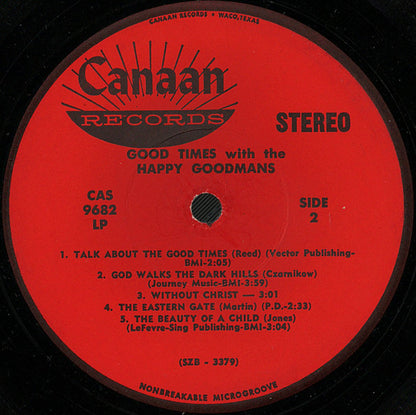 CANAAN RECORDS • WACO, TEXAS
Canaan
RECORDS
STEREO
GOOD TIMES with the
HAPPY GOODMANS
CAS
9682
LP
SIDE
2
1. TALK ABOUT THE GOOD TIMES (Reed) (Vector Publishing-
BMI-2:05)
2. GOD WALKS THE DARK HILLS (Czarnikow)
(Journey Music-BMI-3:59)
3. WITHOUT CHRIST — 3:01
4. THE EASTERN GATE (Martin) (P.D.-2:33)
5. THE BEAUTY OF A CHILD (Jones)
(LeFevre-Sing Publishing-BMI-3:04)
(SZB - 3379)
NONBREAKABLE MICROGROOVE